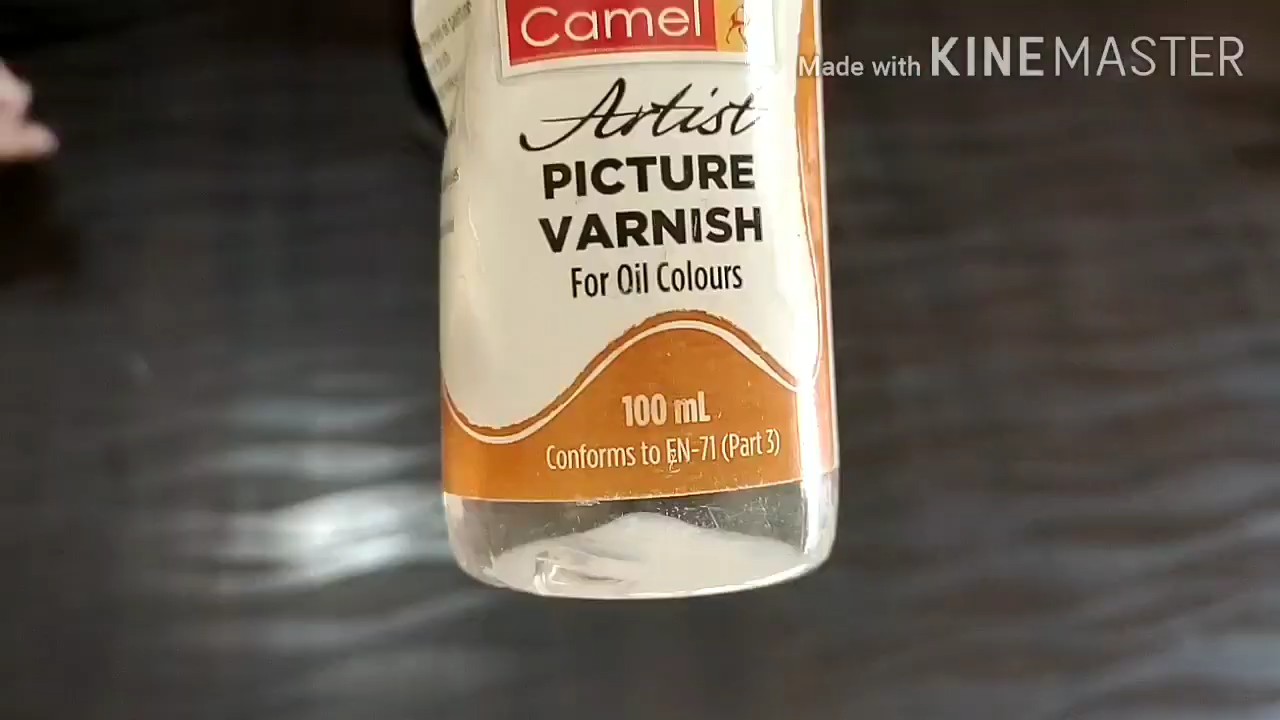 Camel
Made with KINEMASTER
Artist
PICTURE
VARNISH
For Oil Colours
100 mL
Conforms to EN-71 (Part 3)